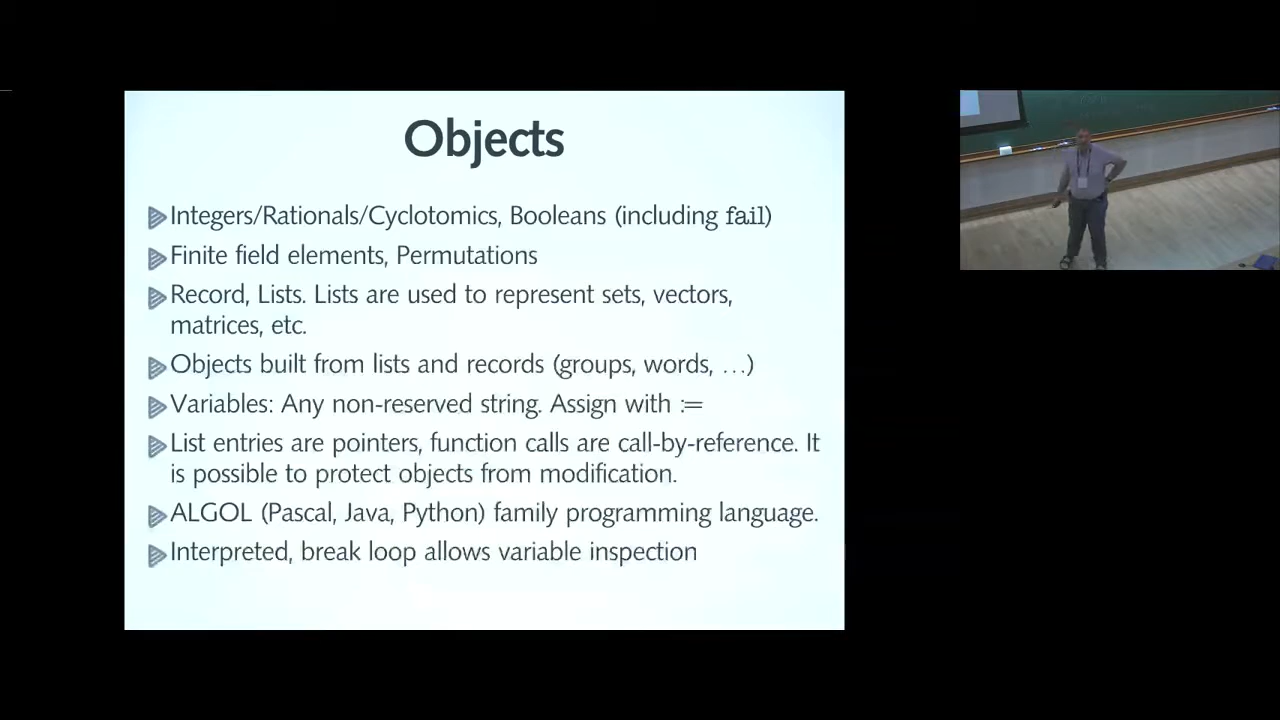 Objects
Integers/Rationals/Cyclotomics, Booleans (including fail)
Finite field elements, Permutations
Record, Lists. Lists are used to represent sets, vectors,
matrices, etc.
Objects built from lists and records (groups, words, …)
Variables: Any non-reserved string. Assign with :=
List entries are pointers, function calls are call-by-reference. It
is possible to protect objects from modification.
ALGOL (Pascal, Java, Python) family programming language.
Interpreted, break loop allows variable inspection